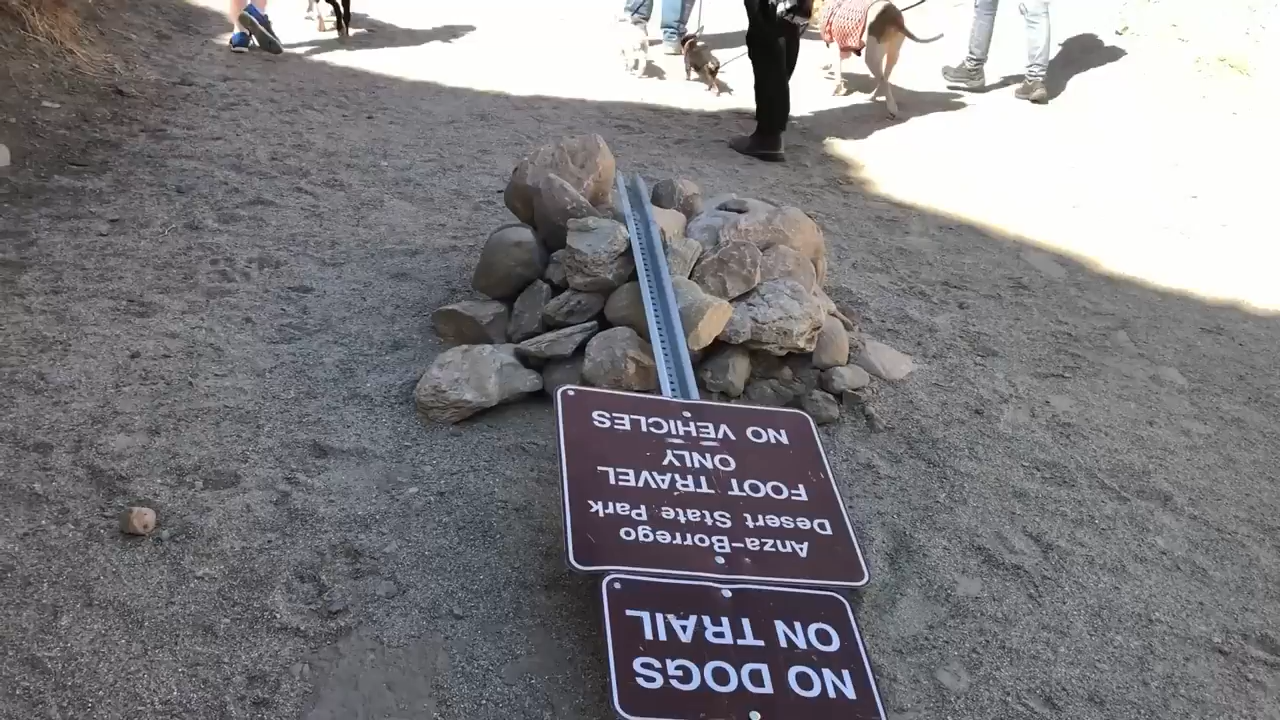 NO DOGS
ON TRAIL
Anza-Borrego
Desert State Park
FOOT TRAVEL
ONLY
NO VEHICLES